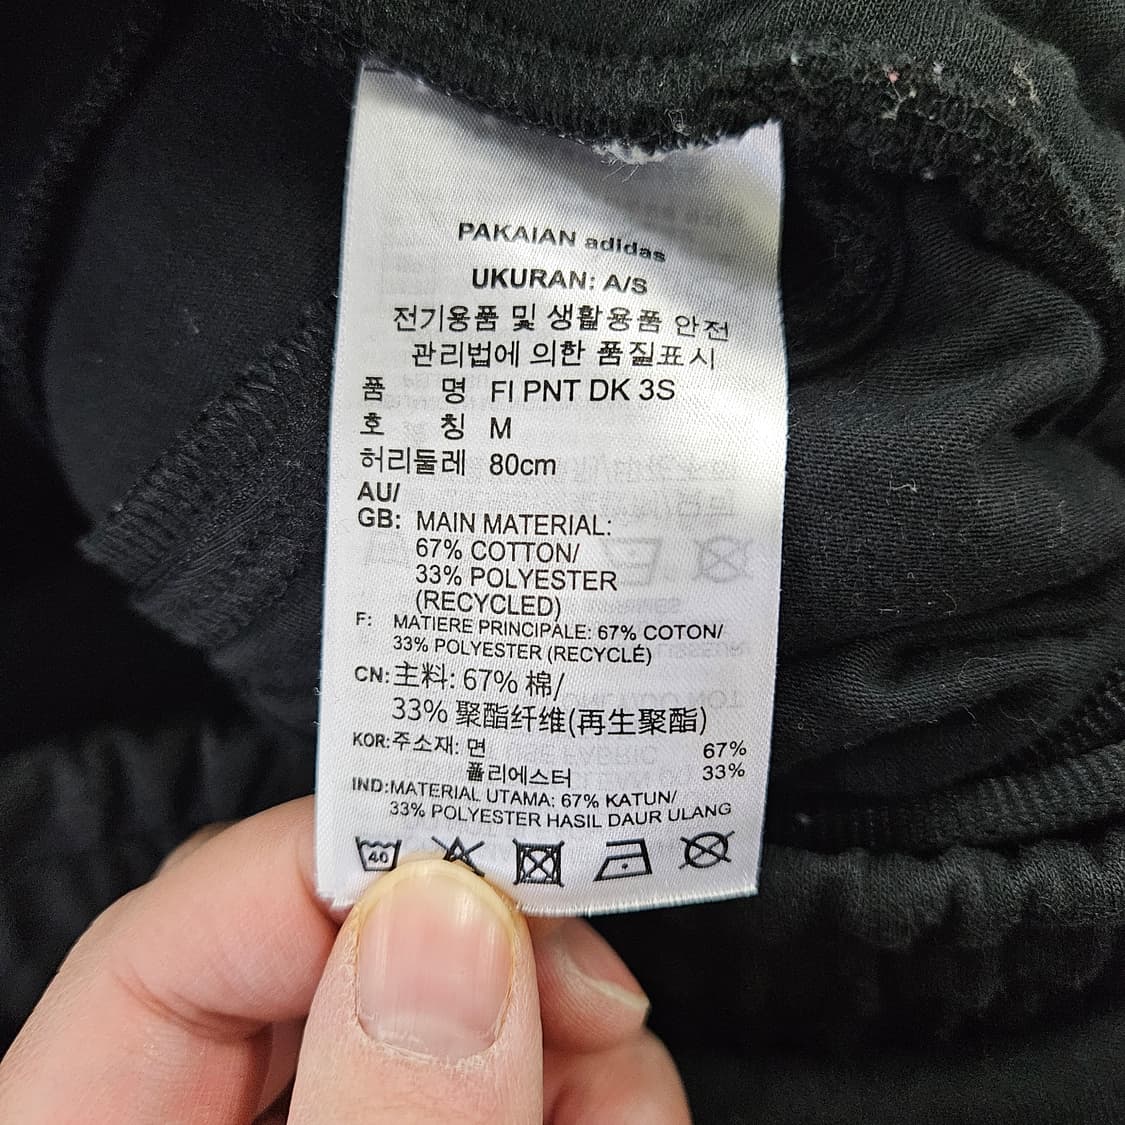 PAKAIAN adidas
UKURAN: A/S
전기용품 및 생활용품 안전
관리법에 의한 품질표시
품 명 FI PNT DK 3S
호 칭 M
허리둘레 80cm
AU/
GB: MAIN MATERIAL:
67% COTTON/
33% POLYESTER
(RECYCLED)
F: MATIERE PRINCIPALE: 67% COTON/
33% POLYESTER (RECYCLÉ)
CN: 主料: 67% 棉/
33% 聚酯纤维(再生聚酯)
KOR: 주소재: 면 67%
폴리에스터 33%
IND: MATERIAL UTAMA: 67% KATUN/
33% POLYESTER HASIL DAUR ULANG
40